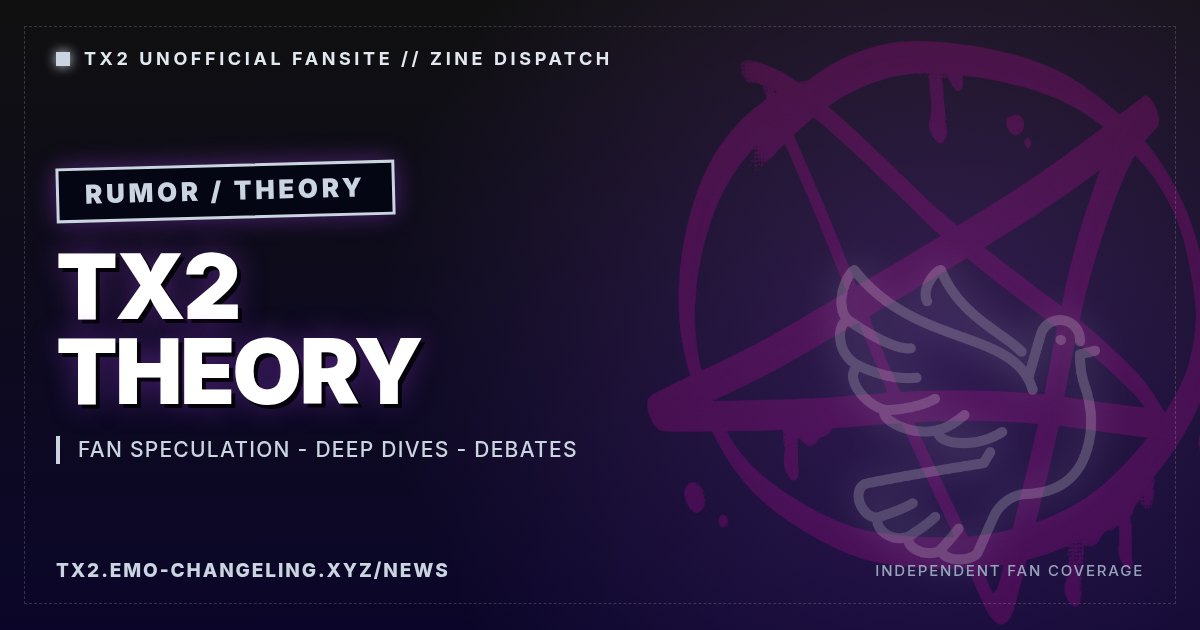 TX2 UNOFFICIAL FANSITE // ZINE DISPATCH
RUMOR / THEORY
TX2
THEORY
FAN SPECULATION - DEEP DIVES - DEBATES
TX2.EMO-CHANGELING.XYZ/NEWS
INDEPENDENT FAN COVERAGE